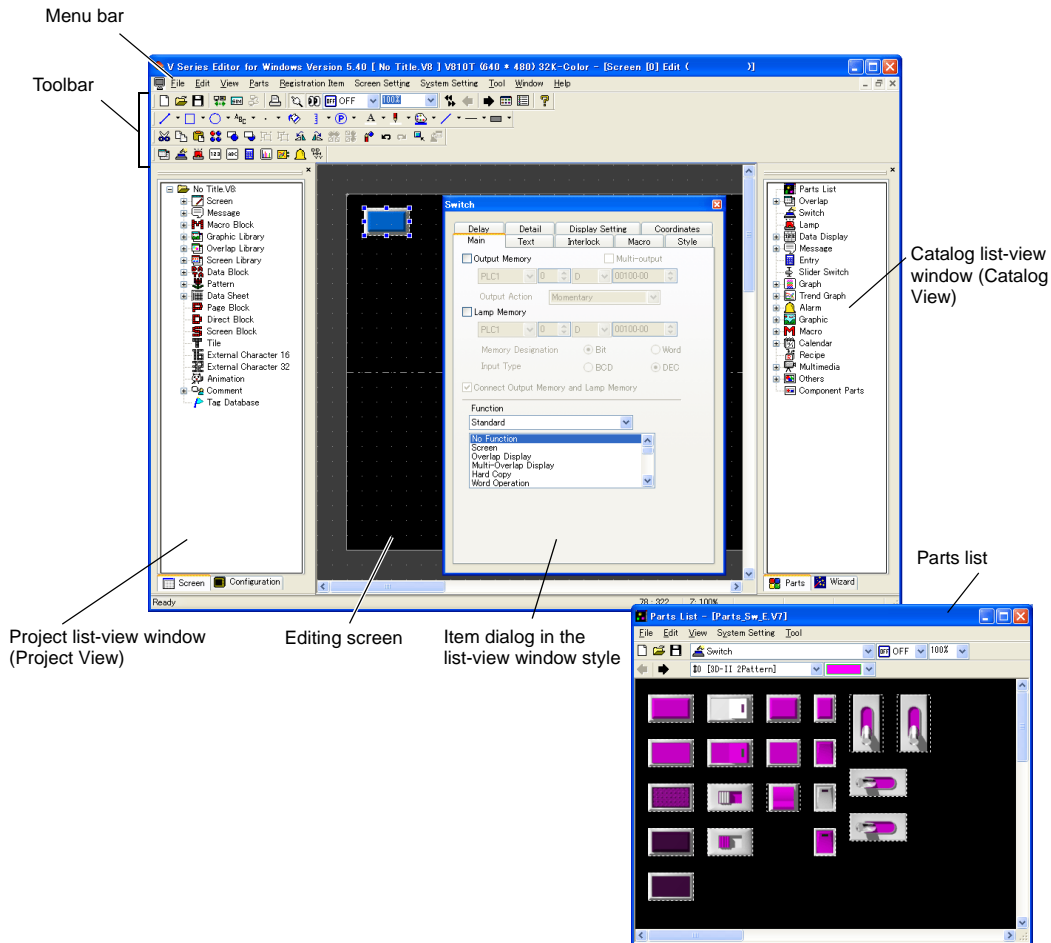 Menu bar
Toolbar
V Series Editor for Windows Version 5.40 [ No Title.V8 ] V810T (640 * 480) 32K-Color - [Screen [0] Edit ( )]
File Edit View Parts Registration Item Screen Setting System Setting Tool Window Help
OFF 100%
ABC
A
123 abc
No Title.V8
Screen
Message
Macro Block
Graphic Library
Overlap Library
Screen Library
Data Block
Pattern
Data Sheet
Page Block
Direct Block
Screen Block
Tile
External Character 16
External Character 32
Animation
Comment
Tag Database
Screen Configuration
Ready
78 - 322 Z: 100%
Switch
Delay Detail Display Setting Coordinates
Main Text Interlock Macro Style
Output Memory Multi-output
PLC1 0 D 00100-00
Output Action Momentary
Lamp Memory
PLC1 0 D 00100-00
Memory Designation Bit Word
Input Type BCD DEC
Connect Output Memory and Lamp Memory
Function
Standard
No Function
Screen
Overlap Display
Multi-Overlap Display
Hard Copy
Word Operation
Parts List
Overlap
Switch
Lamp
Data Display
Message
Entry
Slider Switch
Graph
Trend Graph
Alarm
Graphic
Macro
Calendar
Recipe
Multimedia
Others
Component Parts
Parts Wizard
Catalog list-view
window (Catalog
View)
Project list-view window
(Project View)
Editing screen
Item dialog in the
list-view window style
Parts list
Parts List - [Parts_Sw_E.V7]
File Edit View System Setting Tool
Switch OFF 100%
#0 [3D-II 2Pattern]